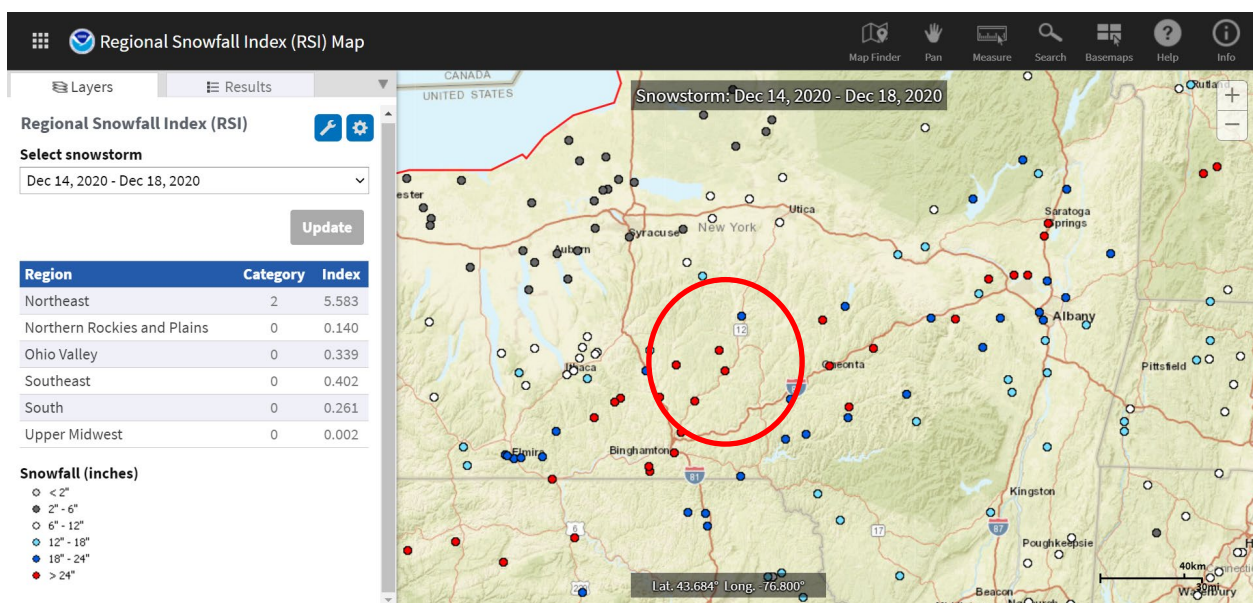 Regional Snowfall Index (RSI) Map
Map Finder
Pan
Measure
Search
Basemaps
Help
Info
Layers
Results
Regional Snowfall Index (RSI)
Select snowstorm
Dec 14, 2020 - Dec 18, 2020
Update
Region Category Index
Northeast 2 5.583
Northern Rockies and Plains 0 0.140
Ohio Valley 0 0.339
Southeast 0 0.402
South 0 0.261
Upper Midwest 0 0.002
Snowfall (inches)
< 2"
2" - 6"
6" - 12"
12" - 18"
18" - 24"
> 24"
CANADA
UNITED STATES
Snowstorm: Dec 14, 2020 - Dec 18, 2020
+
−
Rutland
ester
Utica
Syracuse
New York
Saratoga
Springs
Auburn
12
Albany
Ithaca
Oneonta
Pittsfield
Elmira
Binghamton
81
Kingston
6
17
87
Poughkeepsie
Lat. 43.684° Long. -76.800°
40km
30mi
Beacon